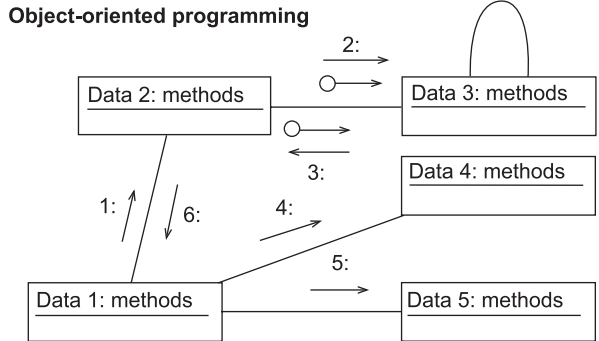 Object-oriented programming
2:
Data 2: methods
Data 3: methods
3:
Data 4: methods
1:
6:
4:
5:
Data 1: methods
Data 5: methods